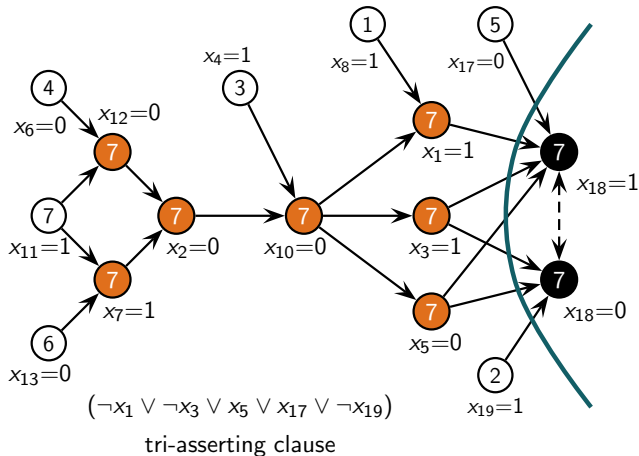 1
5
x4=1
x8=1
x17=0
4
3
x12=0
x6=0
7
7
x1=1
7
x18=1
7
7
7
7
x11=1
x2=0
x10=0
x3=1
7
7
x7=1
7
x18=0
x5=0
6
2
x13=0
x19=1
(¬x1 ∨ ¬x3 ∨ x5 ∨ x17 ∨ ¬x19)
tri-asserting clause